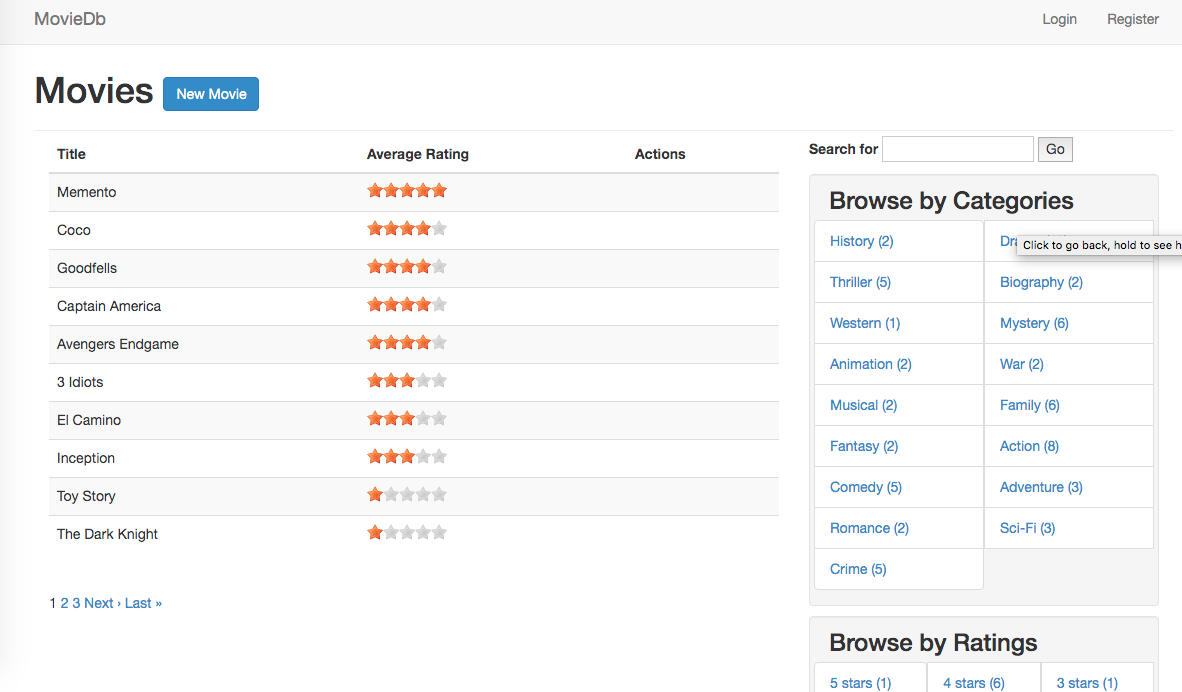 MovieDb Login Register
Movies New Movie
Title Average Rating Actions
Memento
Coco
Goodfells
Captain America
Avengers Endgame
3 Idiots
El Camino
Inception
Toy Story
The Dark Knight
1 2 3 Next › Last »
Search for Go
Browse by Categories
History (2)
Click to go back, hold to see h
Thriller (5) Biography (2)
Western (1) Mystery (6)
Animation (2) War (2)
Musical (2) Family (6)
Fantasy (2) Action (8)
Comedy (5) Adventure (3)
Romance (2) Sci-Fi (3)
Crime (5)
Browse by Ratings
5 stars (1) 4 stars (6) 3 stars (1)